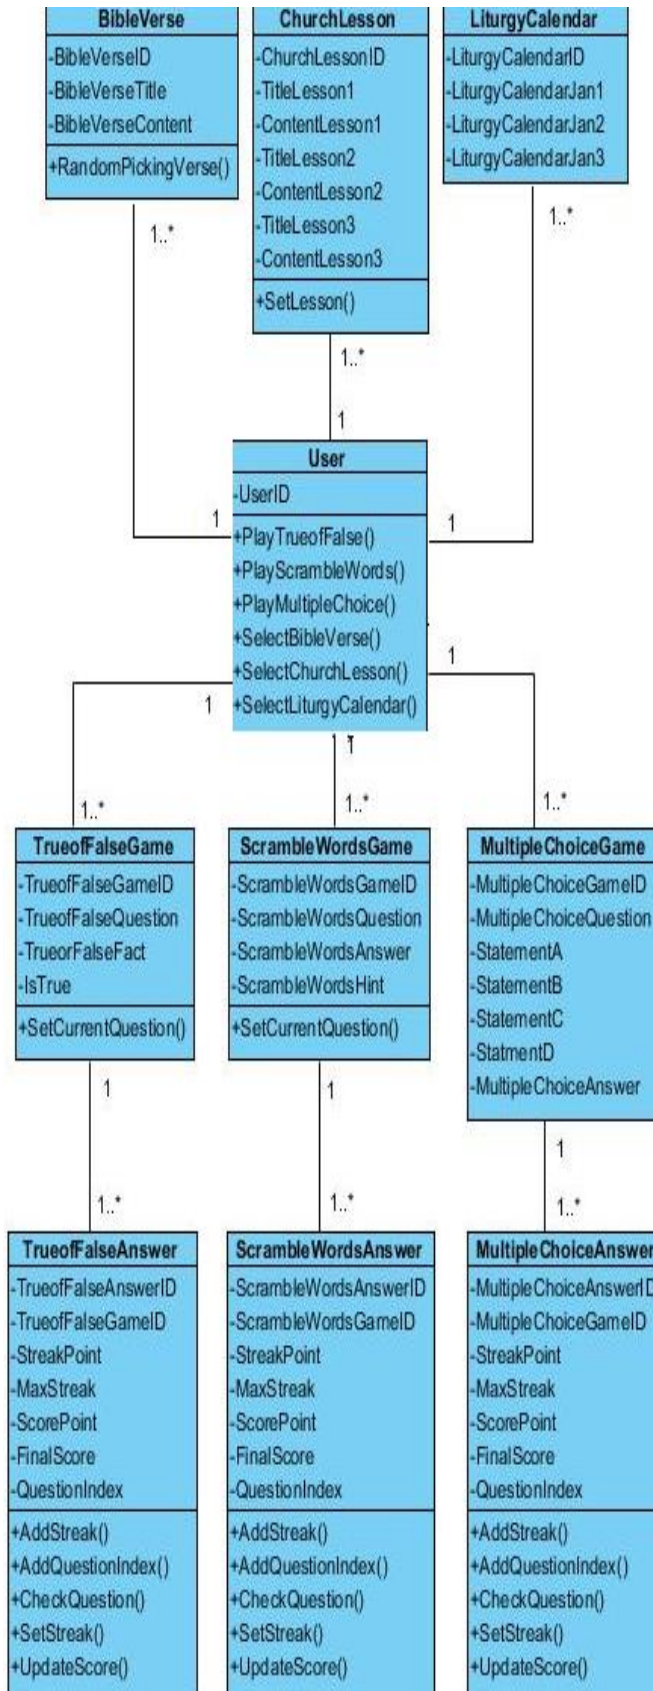 BibleVerse
-BibleVerseID
-BibleVerseTitle
-BibleVerseContent
+RandomPickingVerse()
1..*
ChurchLesson
-ChurchLessonID
-TitleLesson1
-ContentLesson1
-TitleLesson2
-ContentLesson2
-TitleLesson3
-ContentLesson3
+SetLesson()
1..*
1
LiturgyCalendar
-LiturgyCalendarID
-LiturgyCalendarJan1
-LiturgyCalendarJan2
-LiturgyCalendarJan3
1..*
User
-UserID
+PlayTrueofFalse()
+PlayScrambleWords()
+PlayMultipleChoice()
+SelectBibleVerse()
+SelectChurchLesson()
+SelectLiturgyCalendar()
1
1
1
1
1
1..*
1..*
1..*
TrueofFalseGame
-TrueofFalseGameID
-TrueofFalseQuestion
-TrueorFalseFact
-IsTrue
+SetCurrentQuestion()
1
1..*
ScrambleWordsGame
-ScrambleWordsGameID
-ScrambleWordsQuestion
-ScrambleWordsAnswer
-ScrambleWordsHint
+SetCurrentQuestion()
1
1..*
MultipleChoiceGame
-MultipleChoiceGameID
-MultipleChoiceQuestion
-StatementA
-StatementB
-StatementC
-StatmentD
-MultipleChoiceAnswer
1
1..*
TrueofFalseAnswer
-TrueofFalseAnswerID
-TrueofFalseGameID
-StreakPoint
-MaxStreak
-ScorePoint
-FinalScore
-QuestionIndex
+AddStreak()
+AddQuestionIndex()
+CheckQuestion()
+SetStreak()
+UpdateScore()
ScrambleWordsAnswer
-ScrambleWordsAnswerID
-ScrambleWordsGameID
-StreakPoint
-MaxStreak
-ScorePoint
-FinalScore
-QuestionIndex
+AddStreak()
+AddQuestionIndex()
+CheckQuestion()
+SetStreak()
+UpdateScore()
MultipleChoiceAnswer
-MultipleChoiceAnswerID
-MultipleChoiceGameID
-StreakPoint
-MaxStreak
-ScorePoint
-FinalScore
-QuestionIndex
+AddStreak()
+AddQuestionIndex()
+CheckQuestion()
+SetStreak()
+UpdateScore()